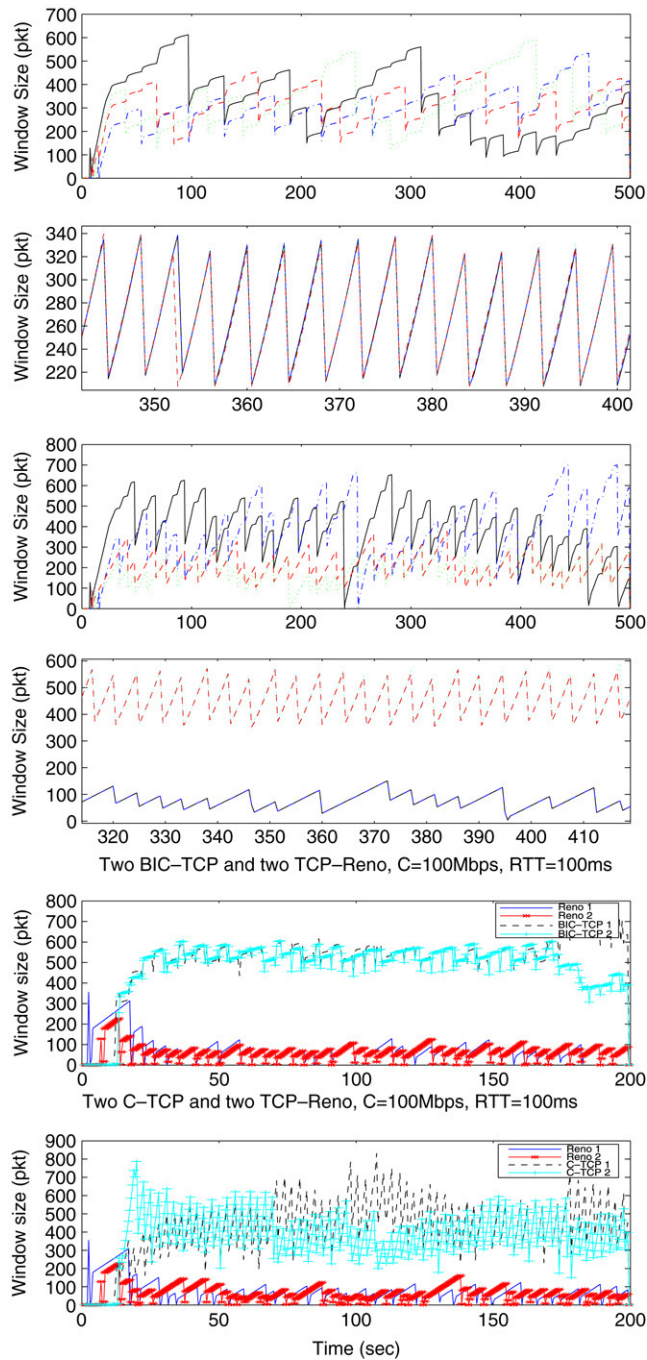 Window Size (pkt)
700
600
500
400
300
200
100
0
0 100 200 300 400 500
Window Size (pkt)
340
320
300
280
260
240
220
350 360 370 380 390 400
Window Size (pkt)
800
700
600
500
400
300
200
100
0
0 100 200 300 400 500
Window Size (pkt)
600
500
400
300
200
100
0
320 330 340 350 360 370 380 390 400 410
Two BIC–TCP and two TCP–Reno, C=100Mbps, RTT=100ms
Window size (pkt)
800
700
600
500
400
300
200
100
0
Reno 1
Reno 2
BIC–TCP 1
BIC–TCP 2
0 50 100 150 200
Two C–TCP and two TCP–Reno, C=100Mbps, RTT=100ms
Window size (pkt)
900
800
700
600
500
400
300
200
100
0
Reno 1
Reno 2
C–TCP 1
C–TCP 2
0 50 100 150 200
Time (sec)